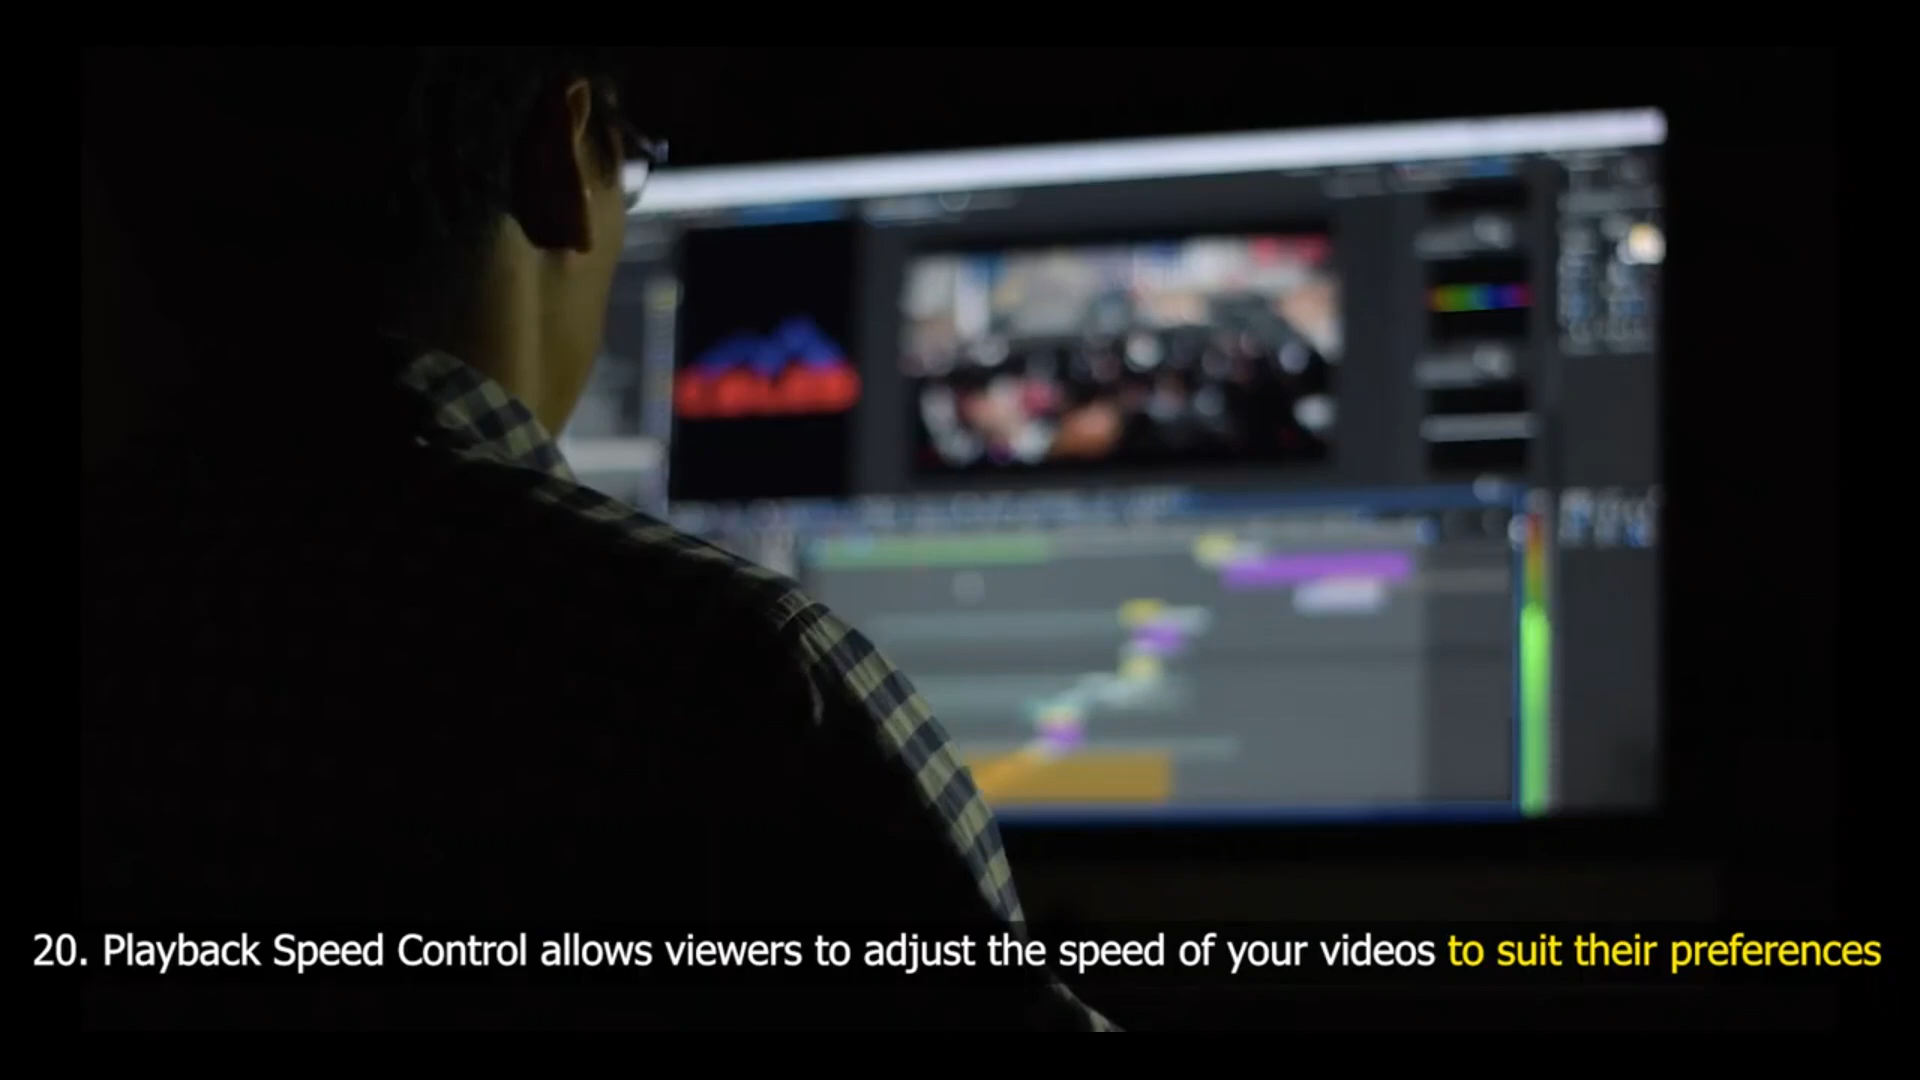 20. Playback Speed Control allows viewers to adjust the speed of your videos to suit their preferences